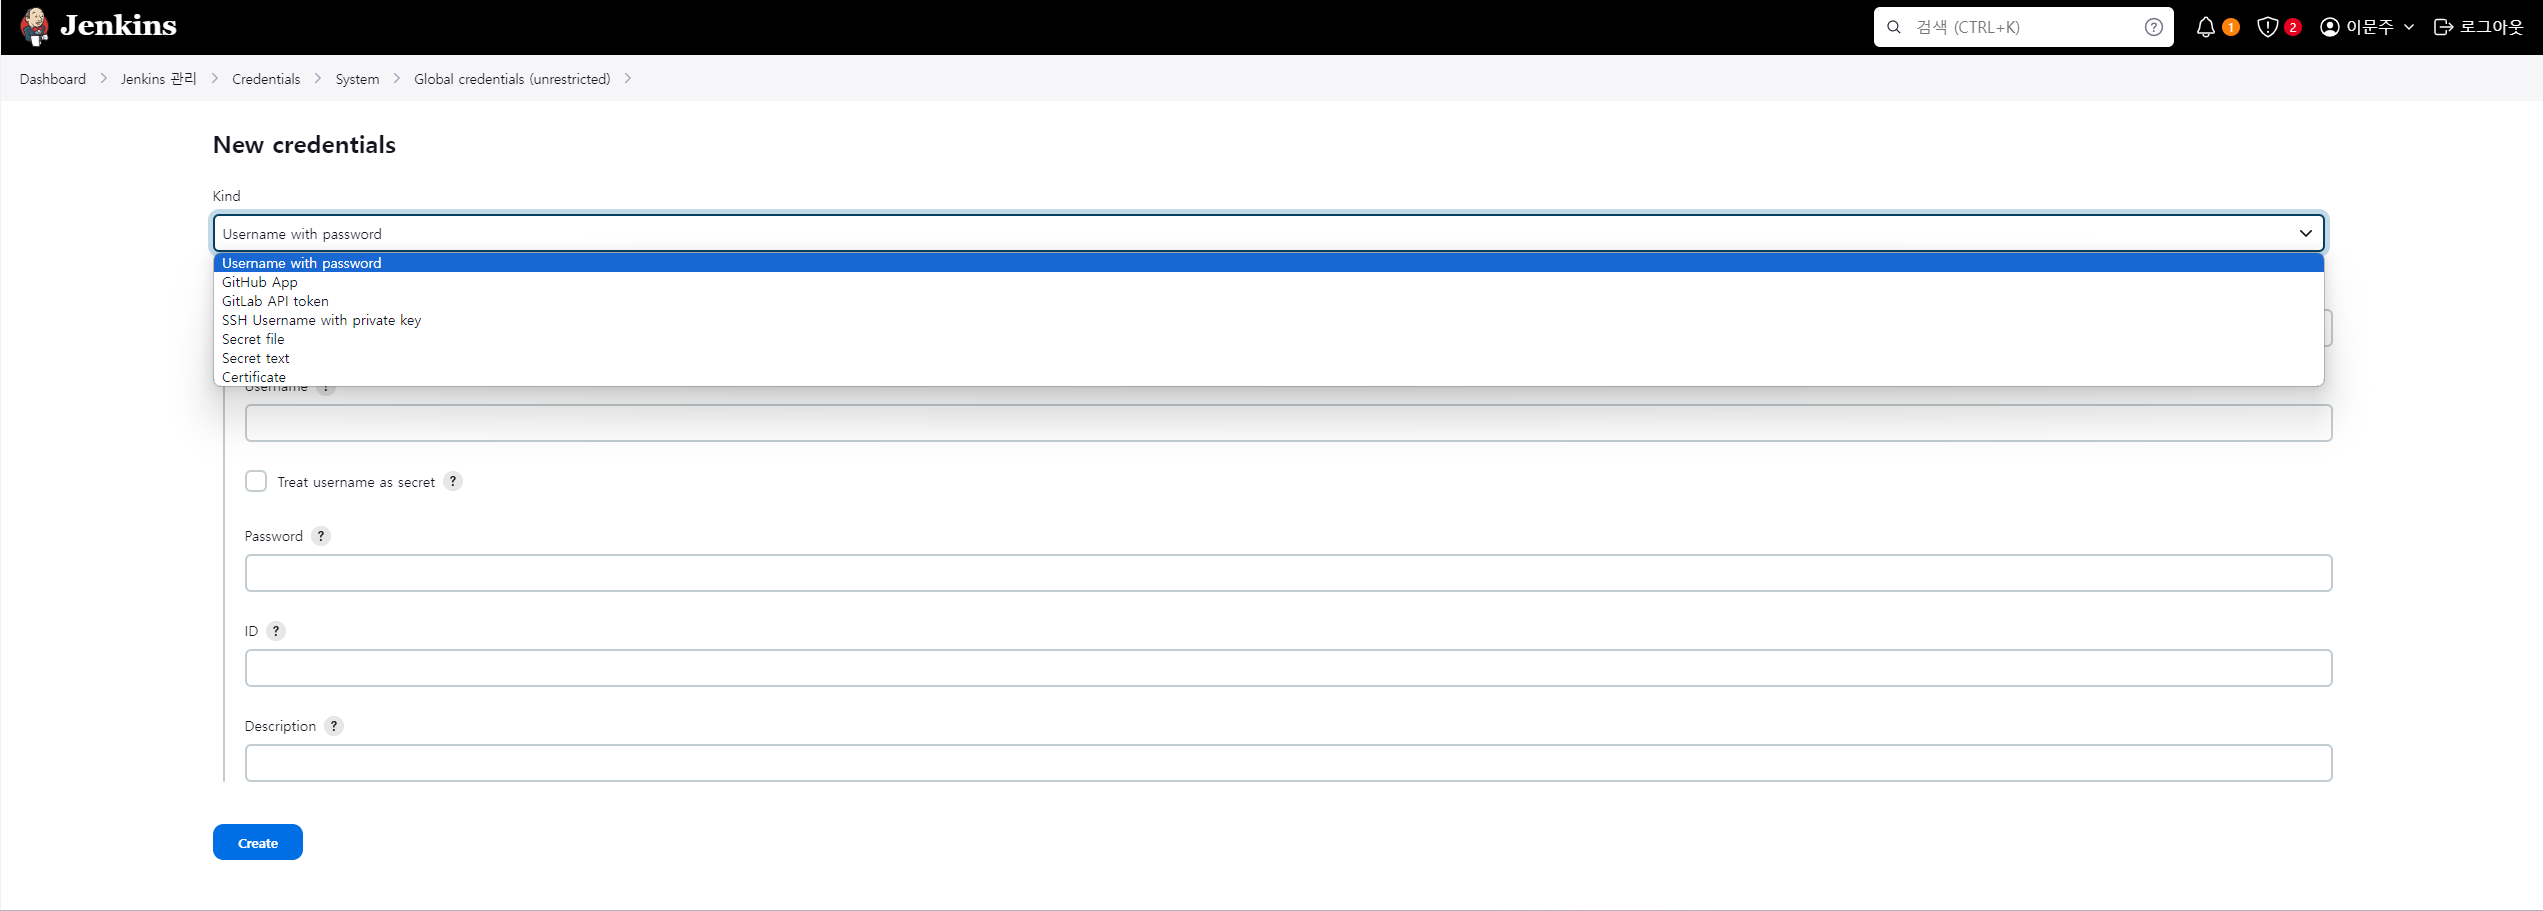 Jenkins
검색 (CTRL+K)
1
2
이문주
로그아웃
Dashboard > Jenkins 관리 > Credentials > System > Global credentials (unrestricted) >
New credentials
Kind
Username with password
Username with password
GitHub App
GitLab API token
SSH Username with private key
Secret file
Secret text
Certificate
Username ?
Treat username as secret ?
Password ?
ID ?
Description ?
Create